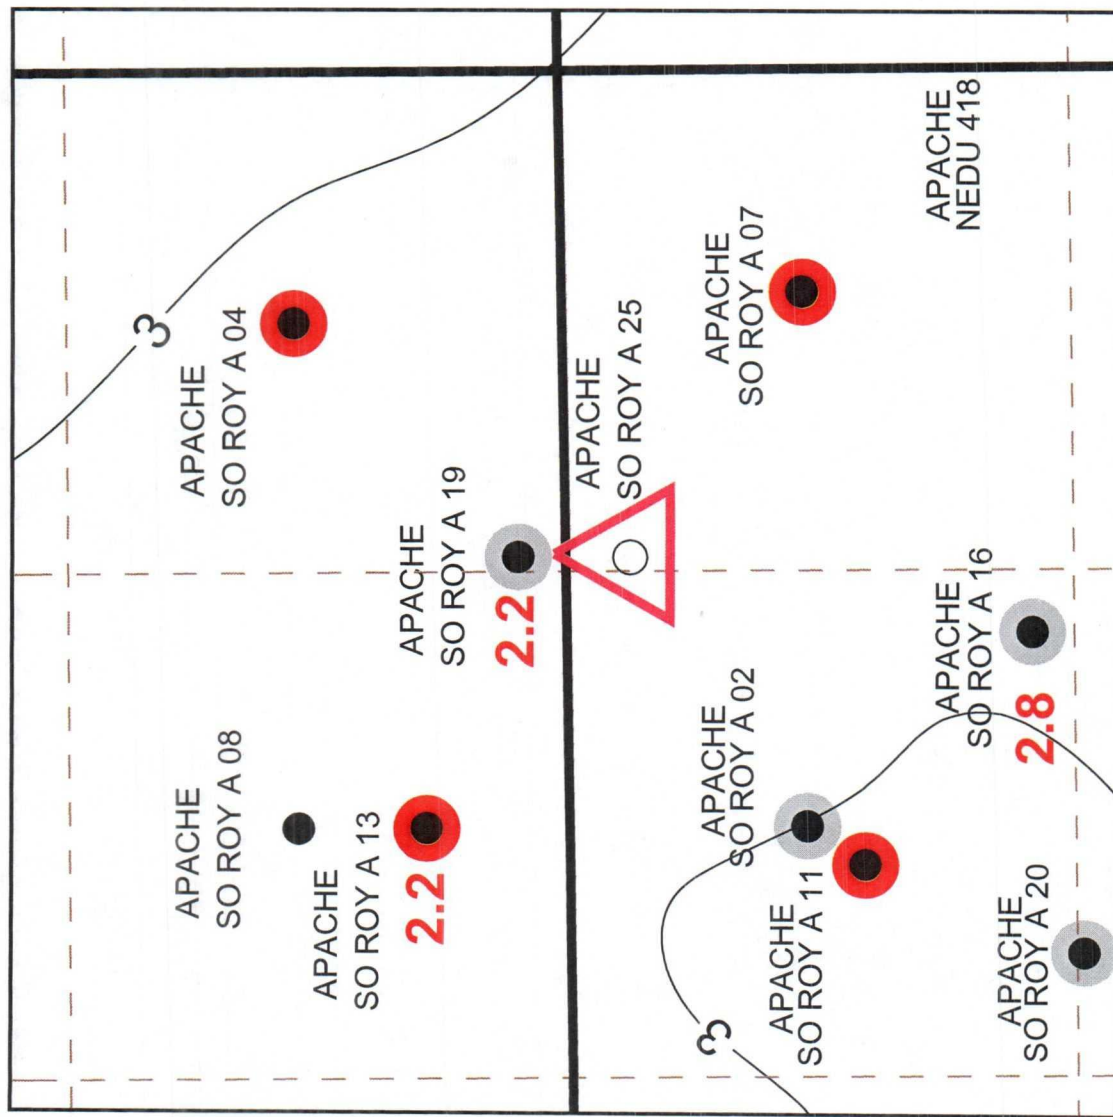 3
APACHE
SO ROY A 04
APACHE
SO ROY A 19
2.2
APACHE
SO ROY A 08
APACHE
SO ROY A 13
2.2
APACHE
SO ROY A 25
APACHE
SO ROY A 07
APACHE
NEDU 418
APACHE
SO ROY A 02
APACHE
SO ROY A 16
2.8
APACHE
SO ROY A 11
APACHE
SO ROY A 20
3